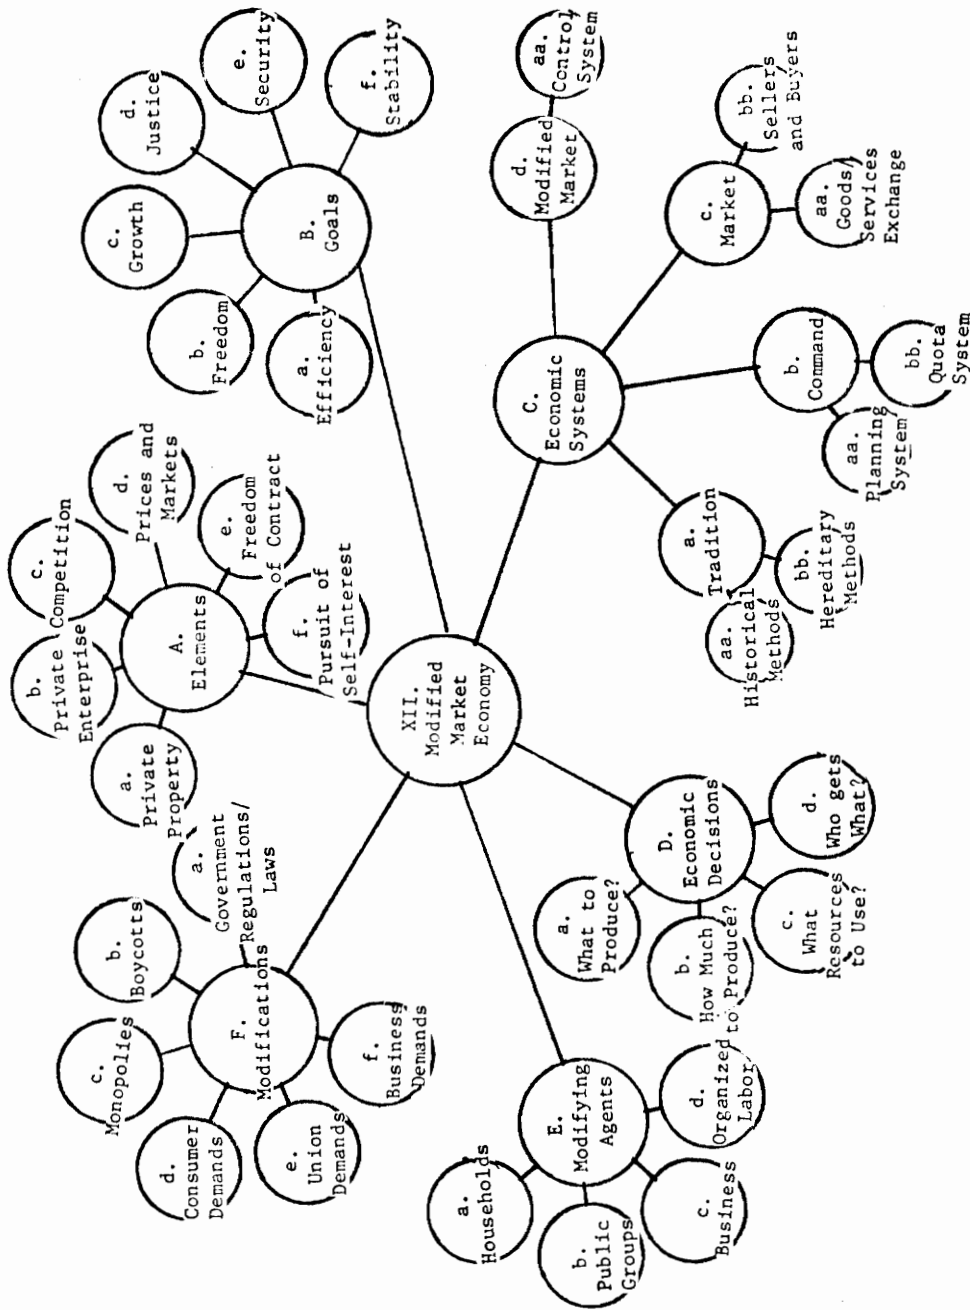 XII.
Modified
Market
Economy
A.
Elements
a.
Private
Property
b.
Private
Enterprise
c.
Competition
d.
Prices and
Markets
e.
Freedom
of Contract
f.
Pursuit of
Self-Interest
B.
Goals
a.
Efficiency
b.
Freedom
c.
Growth
d.
Justice
e.
Security
f.
Stability
C.
Economic
Systems
a.
Tradition
aa.
Historical
Methods
bb.
Hereditary
Methods
b.
Command
aa.
Planning
System
bb.
Quota
System
c.
Market
aa.
Goods/
Services
Exchange
bb.
Sellers
and Buyers
d.
Modified
Market
aa.
Control
System
D.
Economic
Decisions
a.
What to
Produce?
b.
How Much
to Produce?
c.
What
Resources
to Use?
d.
Who gets
What?
E.
Modifying
Agents
a.
Households
b.
Public
Groups
c.
Business
d.
Organized
Labor
F.
Modifications
a.
Government
Regulations/
Laws
b.
Boycotts
c.
Monopolies
d.
Consumer
Demands
e.
Union
Demands
f.
Business
Demands